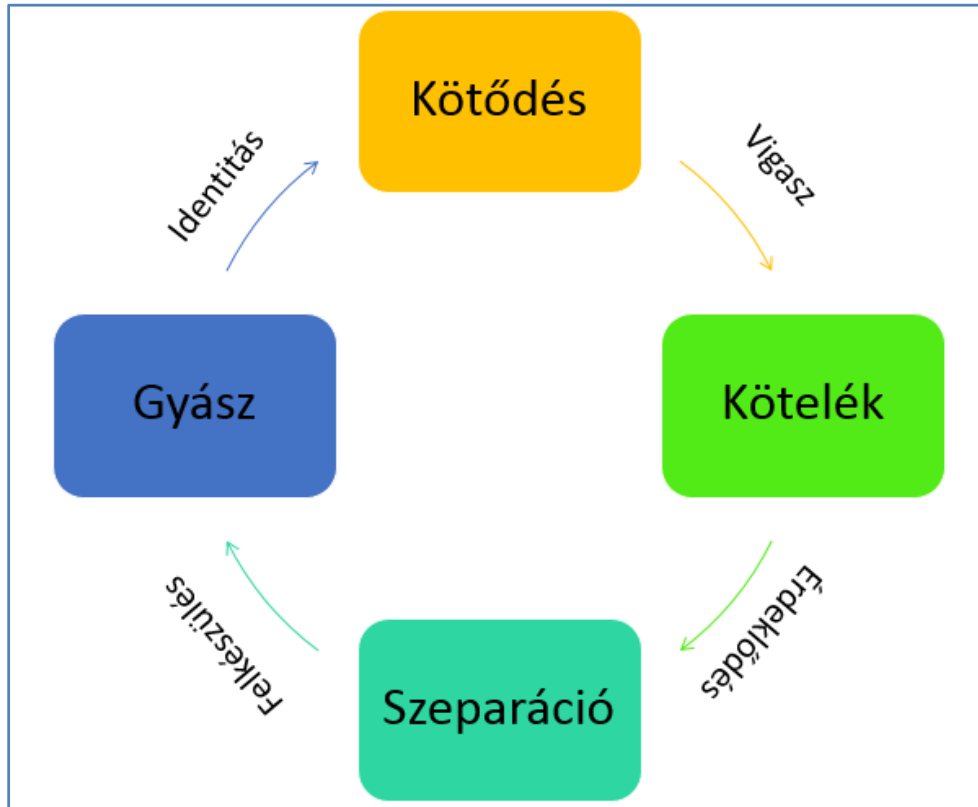 Kötődés
Vigasz
Kötelék
Érdeklődés
Szeparáció
Felkészülés
Gyász
Identitás